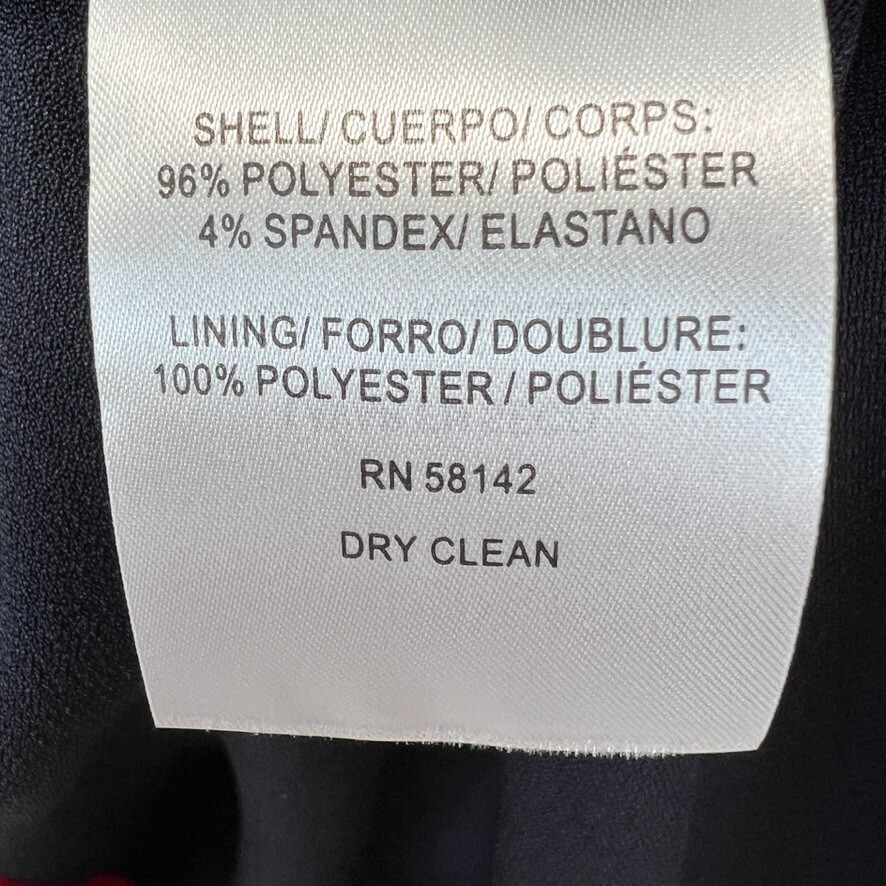 SHELL/ CUERPO/ CORPS:
96% POLYESTER/ POLIÉSTER
4% SPANDEX/ ELASTANO
LINING/ FORRO/ DOUBLURE:
100% POLYESTER / POLIÉSTER
RN 58142
DRY CLEAN